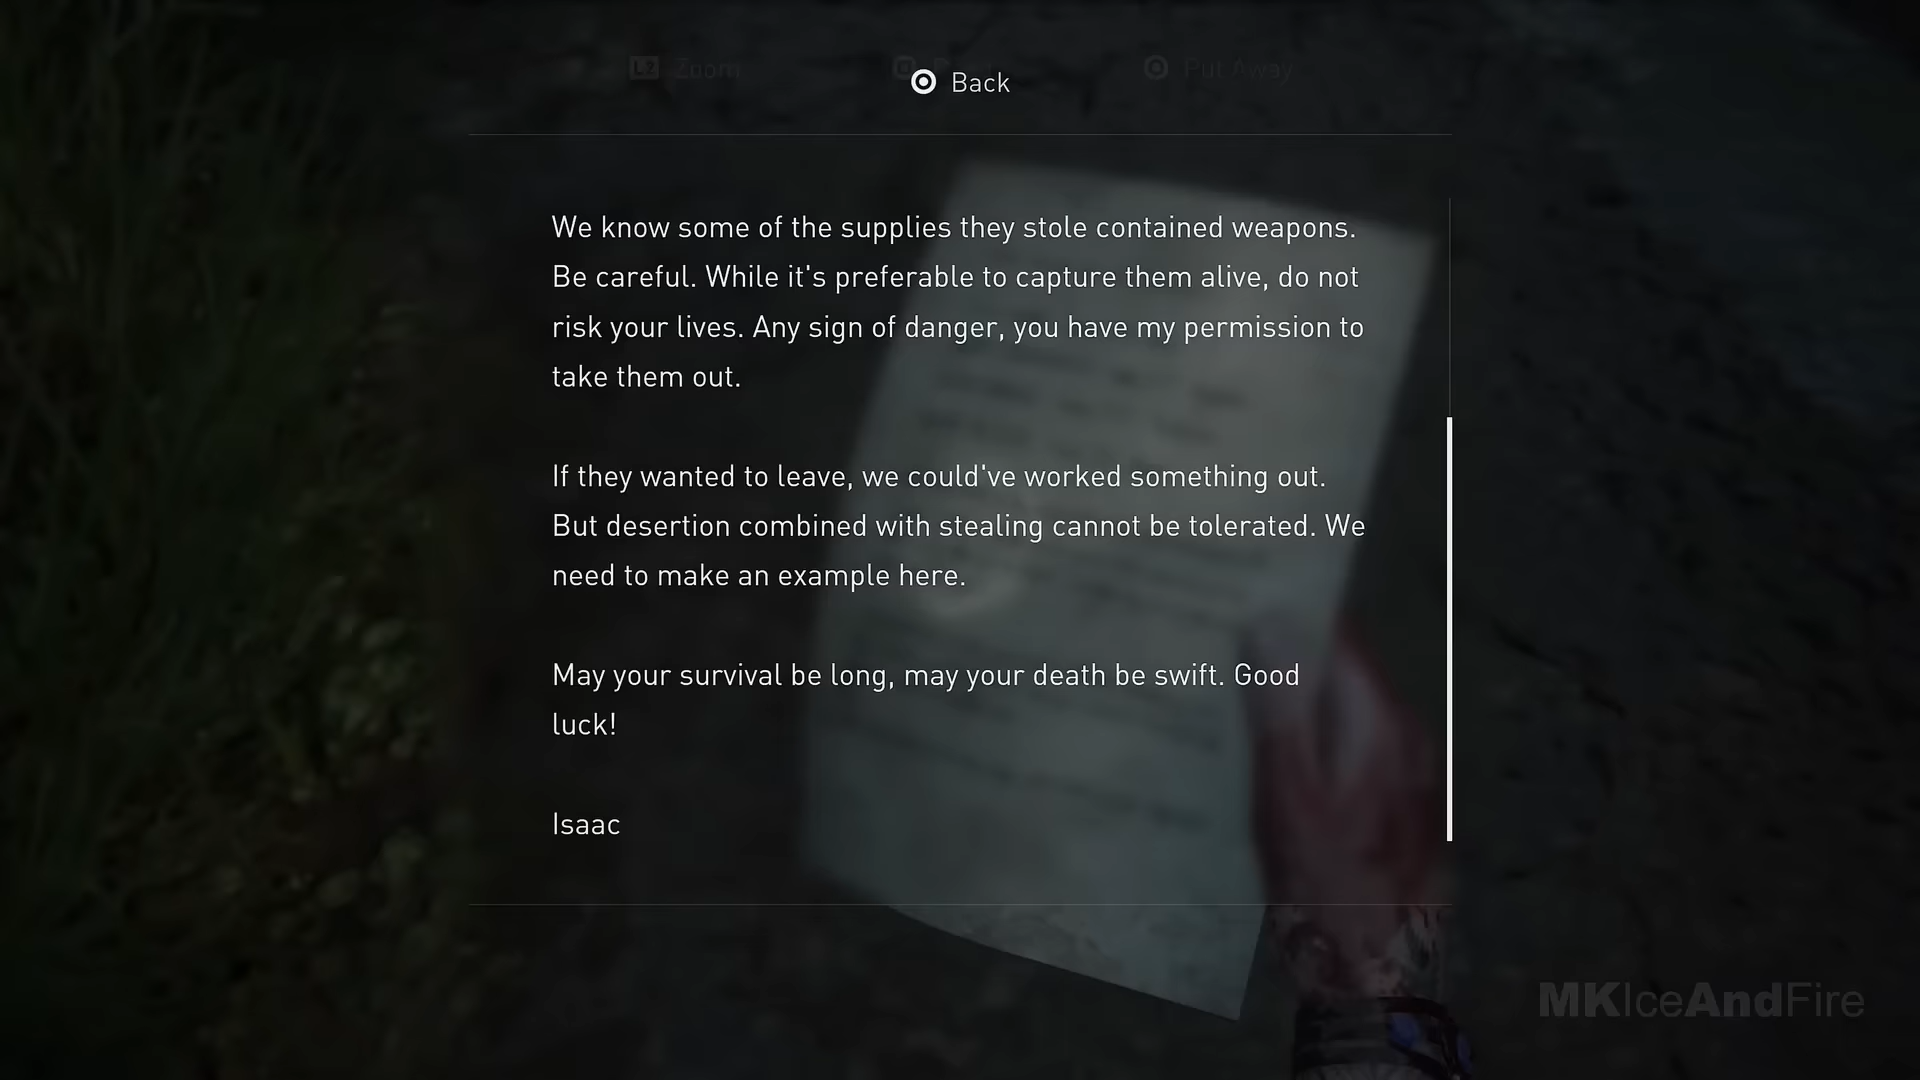 L2 Zoom
Put Away
Back
We know some of the supplies they stole contained weapons.
Be careful. While it's preferable to capture them alive, do not
risk your lives. Any sign of danger, you have my permission to
take them out.
If they wanted to leave, we could've worked something out.
But desertion combined with stealing cannot be tolerated. We
need to make an example here.
May your survival be long, may your death be swift. Good
luck!
Isaac
MKIceAndFire